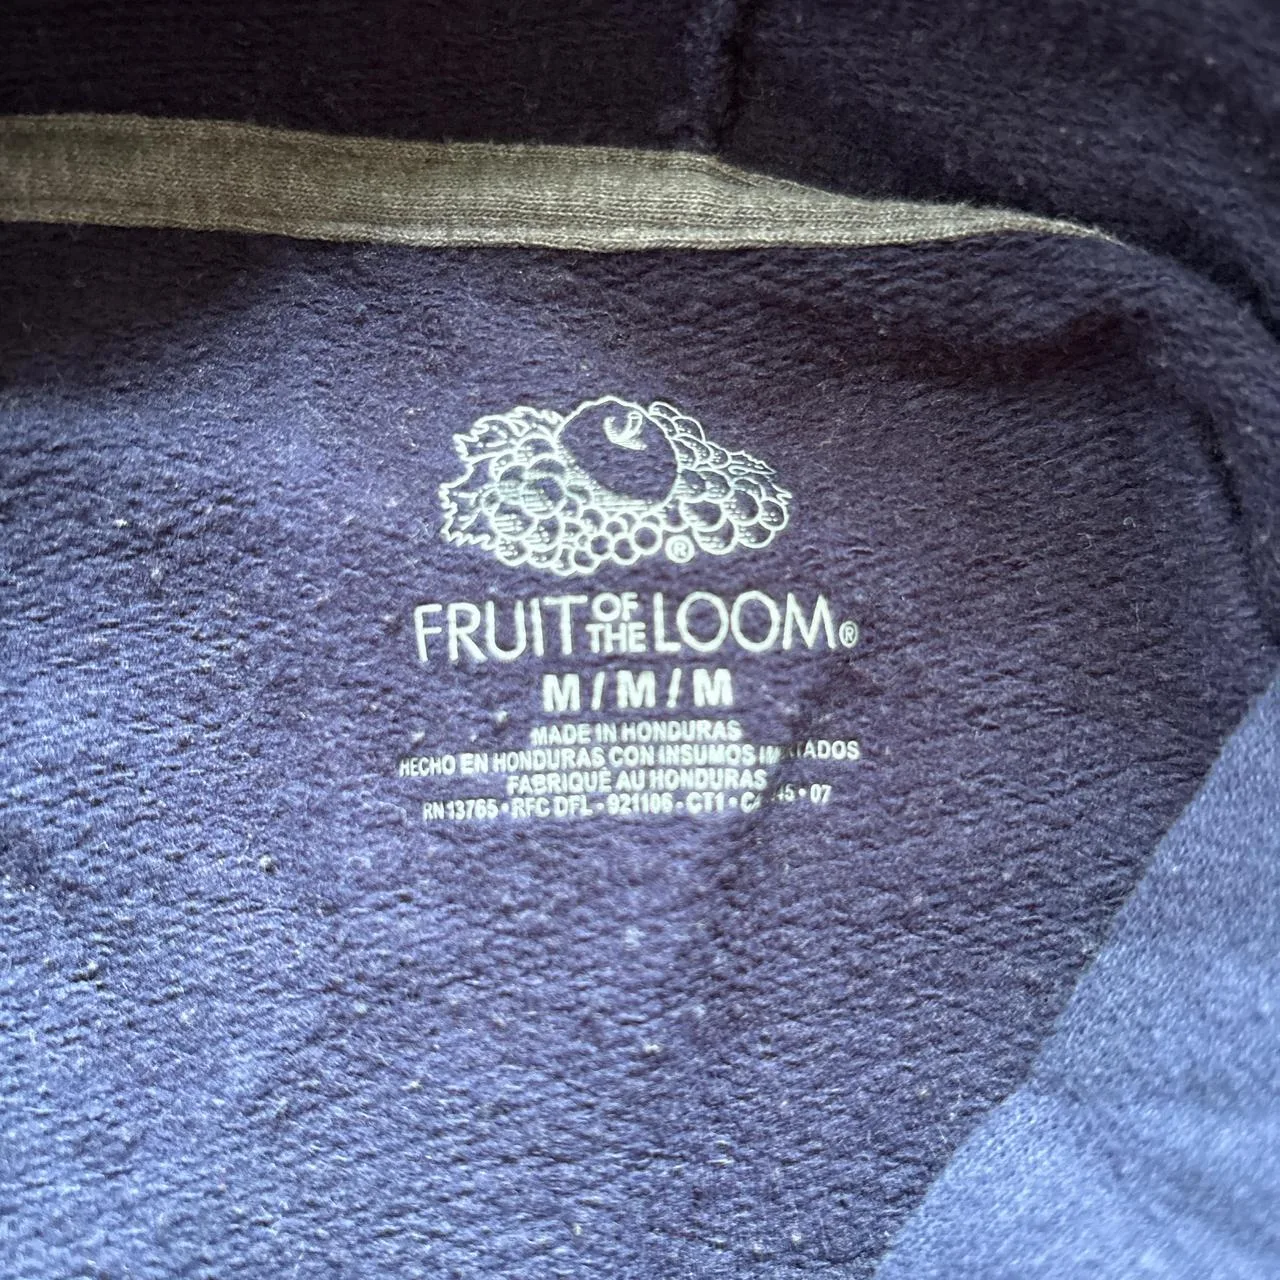 ®
FRUIT OF THE LOOM®
M / M / M
MADE IN HONDURAS
HECHO EN HONDURAS CON INSUMOS
FABRIQUÉ AU HONDURAS
RN 13765 • RFC DFL - 921106 - CT1 • 07